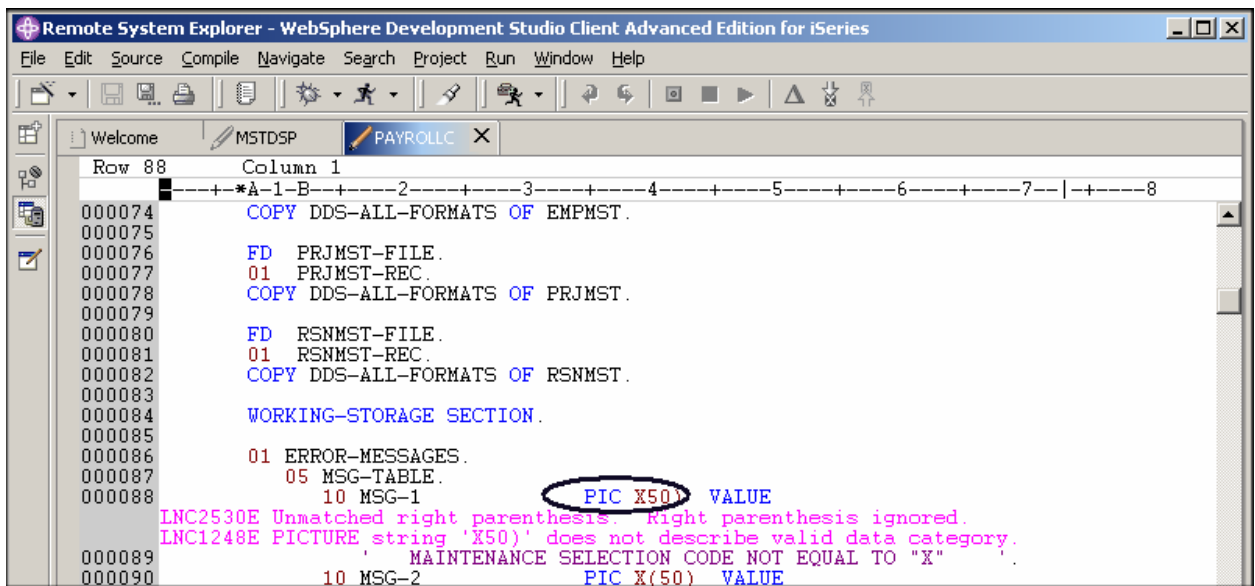 Remote System Explorer - WebSphere Development Studio Client Advanced Edition for iSeries
File Edit Source Compile Navigate Search Project Run Window Help
Welcome MSTDSP PAYROLLC
Row 88 Column 1
----+-*A-1-B--+----2----+----3----+----4----+----5----+----6----+----7--|-+----8
000074 COPY DDS-ALL-FORMATS OF EMPMST.
000075
000076 FD PRJMST-FILE.
000077 01 PRJMST-REC.
000078 COPY DDS-ALL-FORMATS OF PRJMST.
000079
000080 FD RSNMST-FILE.
000081 01 RSNMST-REC.
000082 COPY DDS-ALL-FORMATS OF RSNMST.
000083
000084 WORKING-STORAGE SECTION.
000085
000086 01 ERROR-MESSAGES.
000087 05 MSG-TABLE.
000088 10 MSG-1 PIC X50) VALUE
LNC2530E Unmatched right parenthesis. Right parenthesis ignored.
LNC1248E PICTURE string 'X50)' does not describe valid data category.
000089 ' MAINTENANCE SELECTION CODE NOT EQUAL TO "X" '.
000090 10 MSG-2 PIC X(50) VALUE